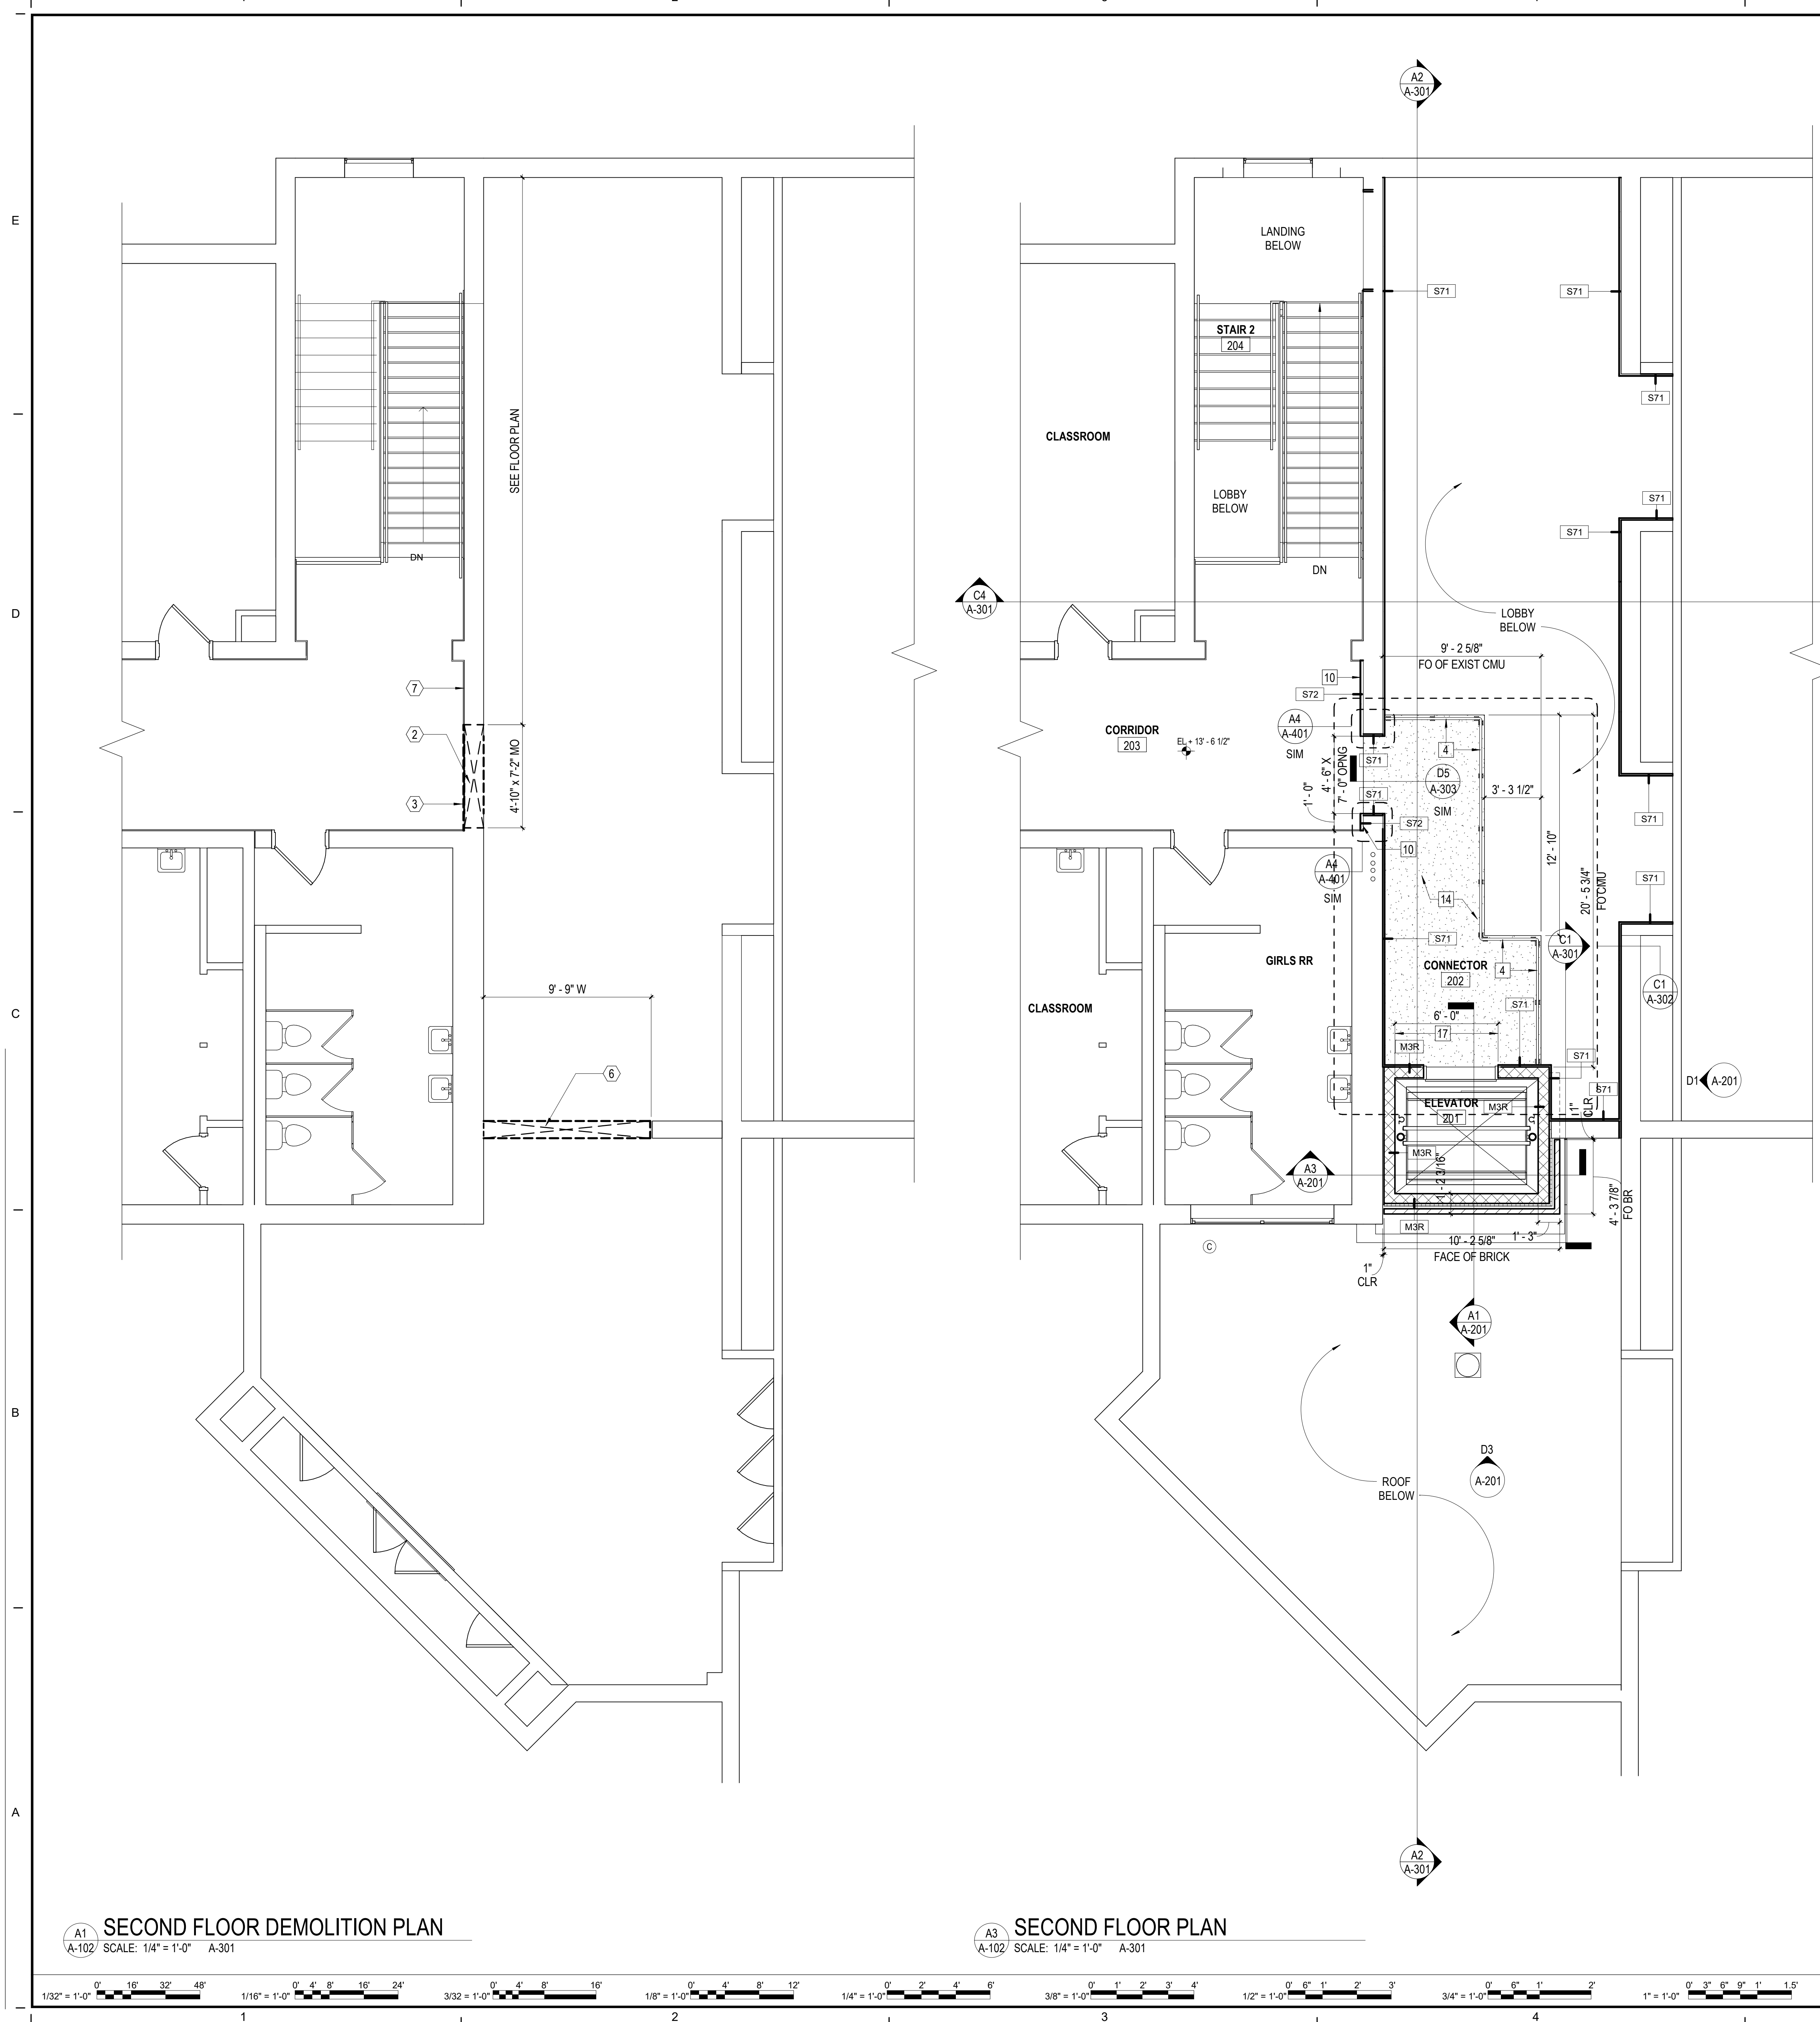 A2
A-301
E
LANDING
BELOW
S71
S71
STAIR 2
204
S71
SEE FLOOR PLAN
CLASSROOM
LOBBY
BELOW
S71
S71
DN
DN
C4
A-301
D
LOBBY
BELOW
9' - 2 5/8"
FO OF EXIST CMU
7
10
S72
2
A4
A-401
SIM
CORRIDOR
203
EL + 13' - 6 1/2"
4
S71
4'-10" x 7'-2" MO
4' - 6" X
7' - 0" OPNG
D5
A-303
SIM
3' - 3 1/2"
3
1' - 0"
S71
S72
S71
12' - 10"
10
A4
A-401
SIM
20' - 5 3/4"
FO CMU
S71
14
S71
C1
A-301
GIRLS RR
CONNECTOR
202
4
C1
A-302
9' - 9" W
C
CLASSROOM
S71
6' - 0"
17
M3R
S71
6
D1
A-201
S71
ELEVATOR
201
M3R
1"
CLR
M3R
A3
A-201
1' - 2 3/16"
4' - 3 7/8"
FO BR
M3R
C
10' - 2 5/8"
FACE OF BRICK
1' - 3"
1"
CLR
A1
A-201
B
D3
A-201
ROOF
BELOW
A
A2
A-301
A1
A-102
SECOND FLOOR DEMOLITION PLAN
SCALE: 1/4" = 1'-0" A-301
A3
A-102
SECOND FLOOR PLAN
SCALE: 1/4" = 1'-0" A-301
1/32" = 1'-0" 0' 16' 32' 48'
1/16" = 1'-0" 0' 4' 8' 16' 24'
3/32 = 1'-0" 0' 4' 8' 16'
1/8" = 1'-0" 0' 4' 8' 12'
1/4" = 1'-0" 0' 2' 4' 6'
3/8" = 1'-0" 0' 1' 2' 3' 4'
1/2" = 1'-0" 0' 6" 1' 2' 3'
3/4" = 1'-0" 0' 6" 1' 2'
1" = 1'-0" 0' 3" 6" 9" 1' 1.5'
1 2 3 4